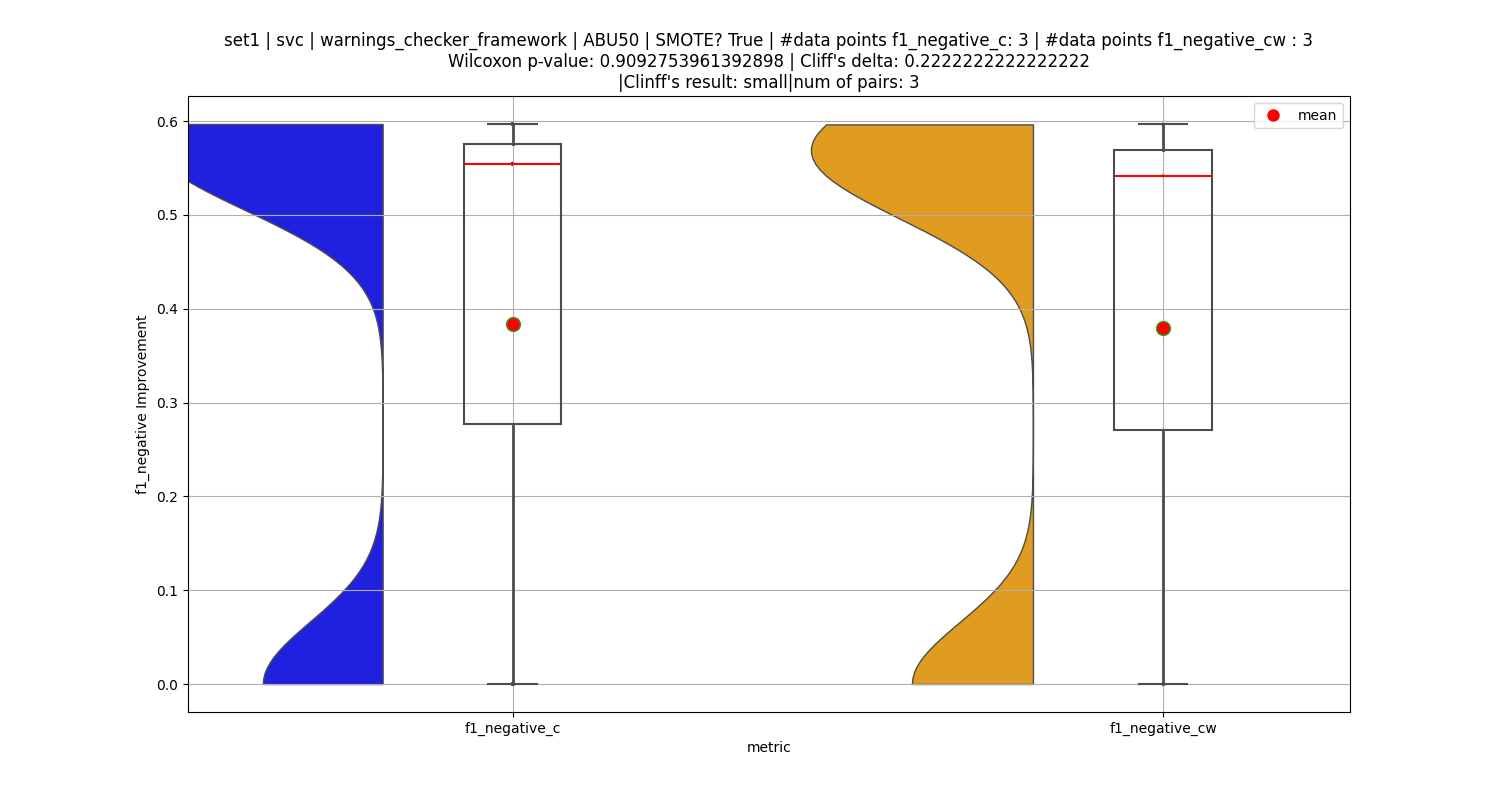 set1 | svc | warnings_checker_framework | ABU50 | SMOTE? True | #data points f1_negative_c: 3 | #data points f1_negative_cw : 3
Wilcoxon p-value: 0.9092753961392898 | Cliff's delta: 0.2222222222222222
|Clinff's result: small|num of pairs: 3
mean
0.6
0.5
0.4
0.3
0.2
0.1
0.0
f1_negative Improvement
f1_negative_c
f1_negative_cw
metric